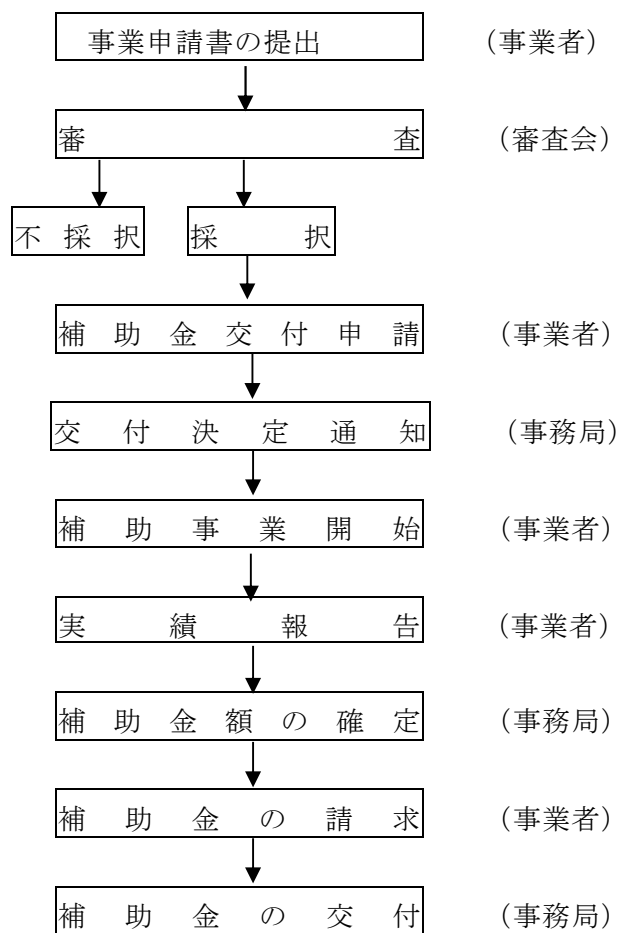 事業申請書の提出 （事業者）
審査 （審査会）
不採択 採択
補助金交付申請 （事業者）
交付決定通知 （事務局）
補助事業開始 （事業者）
実績報告 （事業者）
補助金額の確定 （事務局）
補助金の請求 （事業者）
補助金の交付 （事務局）